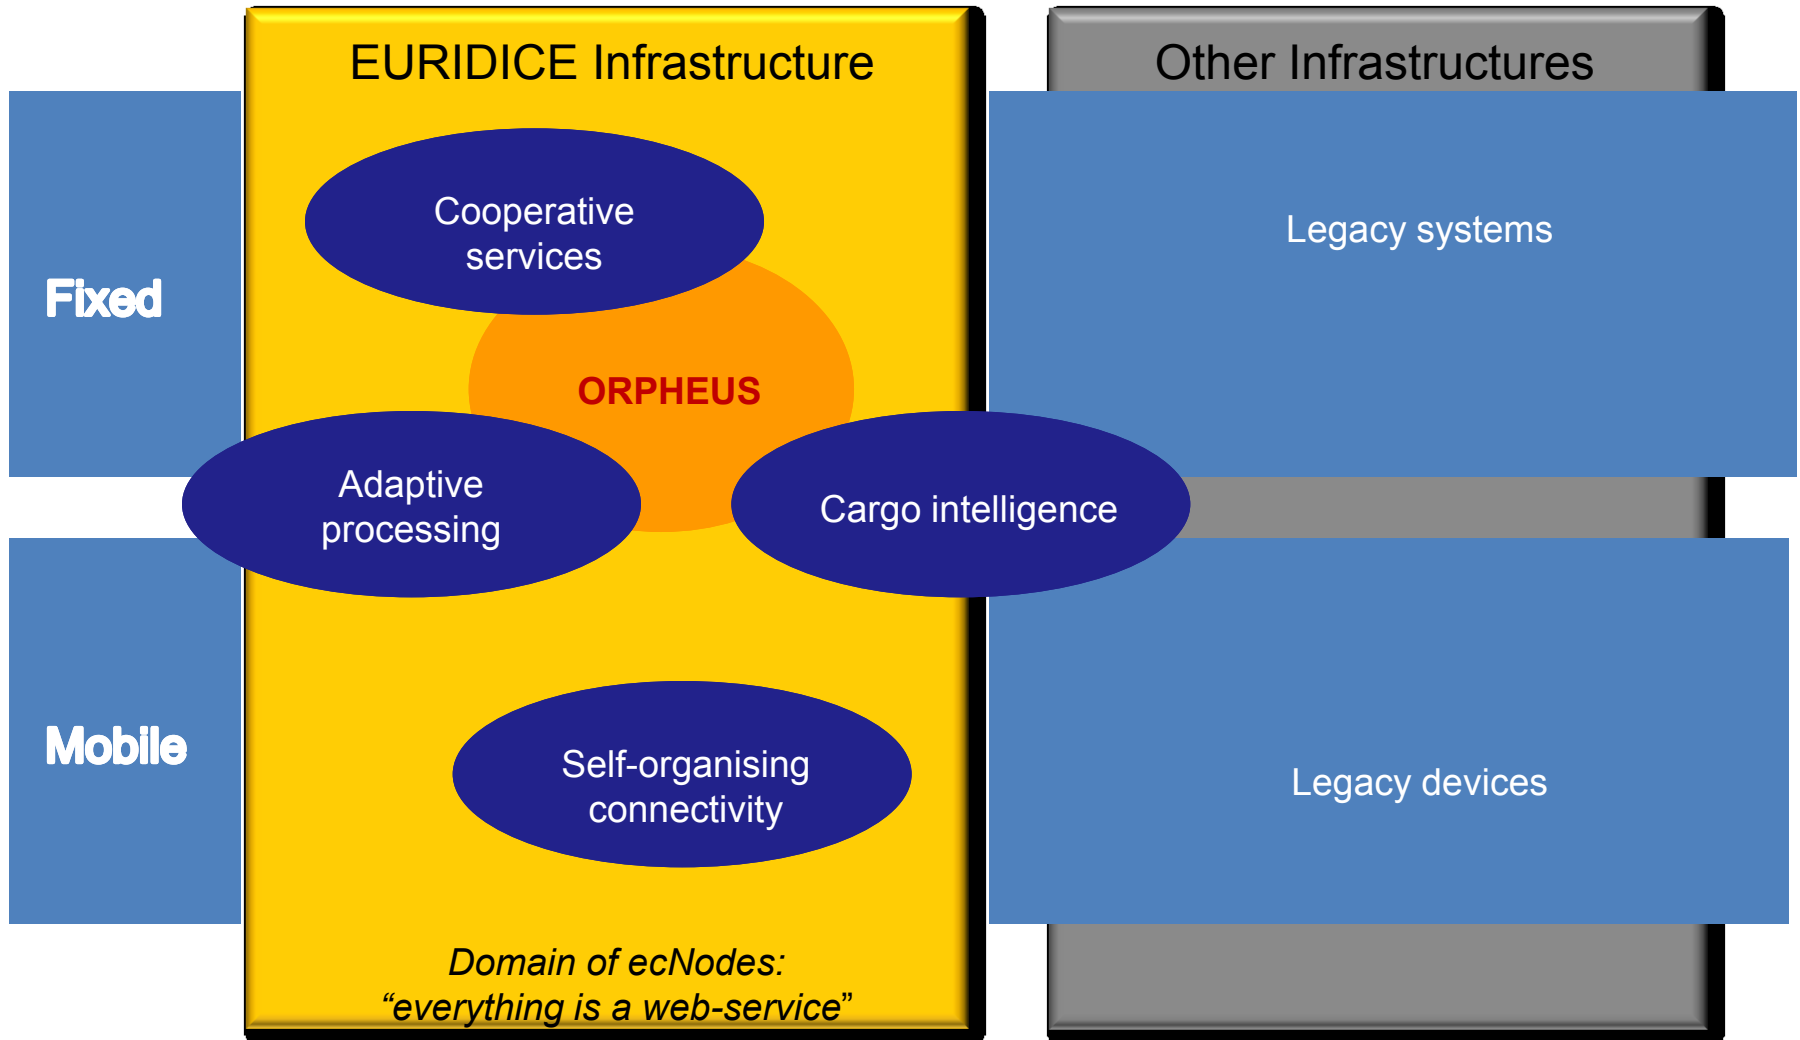 EURIDICE Infrastructure
Other Infrastructures
Cooperative
services
Legacy systems
Fixed
ORPHEUS
Adaptive
processing
Cargo intelligence
Mobile
Self-organising
connectivity
Legacy devices
Domain of ecNodes:
“everything is a web-service”